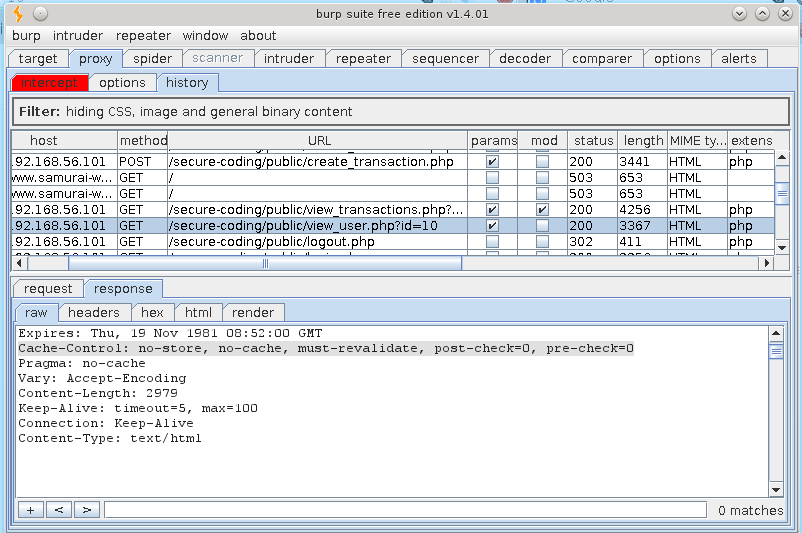 burp suite free edition v1.4.01
burp intruder repeater window about
target proxy spider scanner intruder repeater sequencer decoder comparer options alerts
intercept options history
Filter: hiding CSS, image and general binary content
host method URL params mod status length MIME ty... extens
.92.168.56.101 POST /secure-coding/public/create_transaction.php 200 3441 HTML php
www.samurai-w... GET / 503 653 HTML
www.samurai-w... GET / 503 653 HTML
.92.168.56.101 GET /secure-coding/public/view_transactions.php?... 200 4256 HTML php
.92.168.56.101 GET /secure-coding/public/view_user.php?id=10 200 3367 HTML php
.92.168.56.101 GET /secure-coding/public/logout.php 302 411 HTML php
request response
raw headers hex html render
Expires: Thu, 19 Nov 1981 08:52:00 GMT
Cache-Control: no-store, no-cache, must-revalidate, post-check=0, pre-check=0
Pragma: no-cache
Vary: Accept-Encoding
Content-Length: 2979
Keep-Alive: timeout=5, max=100
Connection: Keep-Alive
Content-Type: text/html
+ < > 0 matches